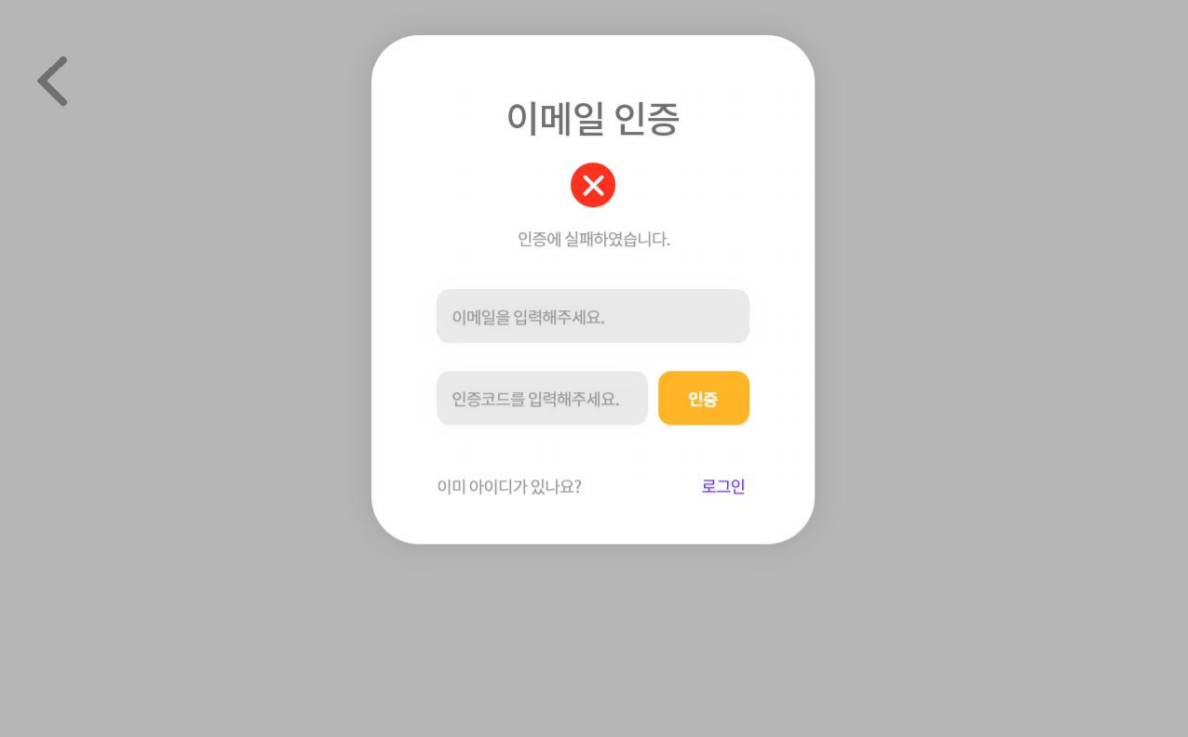 이메일 인증
인증에 실패하였습니다.
이메일을 입력해주세요.
인증코드를 입력해주세요.
인증
이미 아이디가 있나요?
로그인